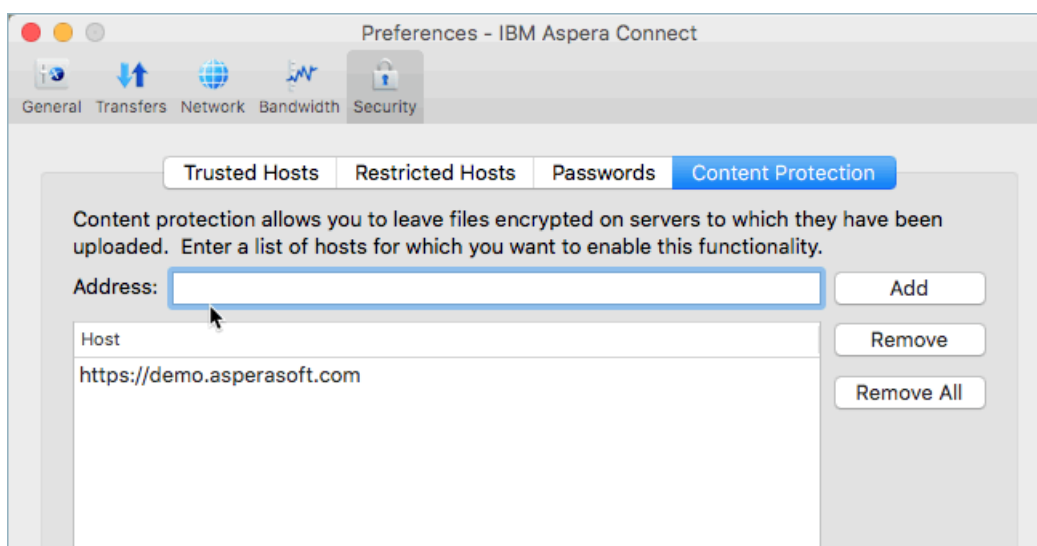 Preferences - IBM Aspera Connect
General Transfers Network Bandwidth Security
Trusted Hosts Restricted Hosts Passwords Content Protection
Content protection allows you to leave files encrypted on servers to which they have been
uploaded.  Enter a list of hosts for which you want to enable this functionality.
Address: Add
Host Remove
https://demo.asperasoft.com
Remove All